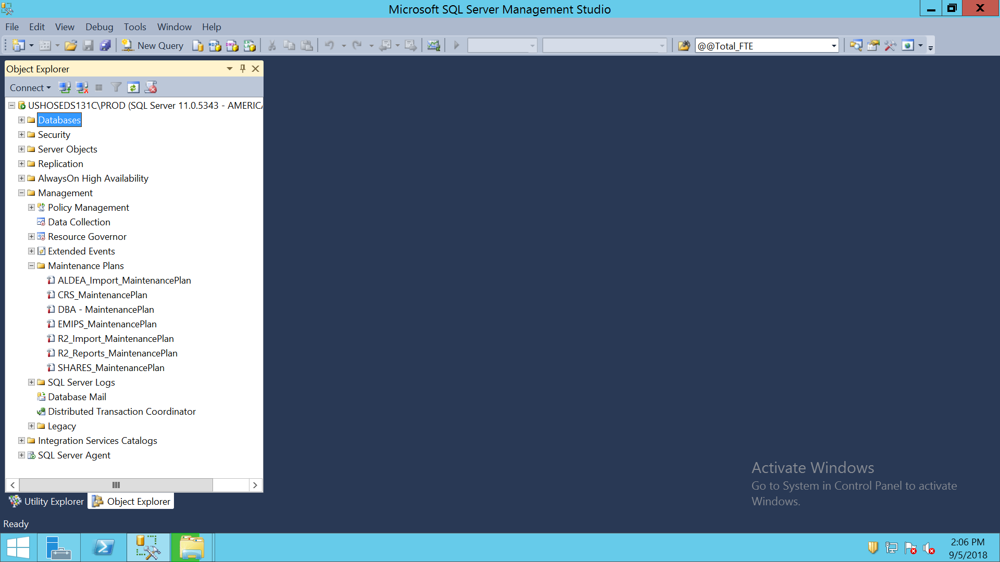 Microsoft SQL Server Management Studio
File Edit View Debug Tools Window Help
New Query
@@Total_FTE
Object Explorer
Connect
USHOSEDS131C\PROD (SQL Server 11.0.5343 - AMERICA
Databases
Security
Server Objects
Replication
AlwaysOn High Availability
Management
Policy Management
Data Collection
Resource Governor
Extended Events
Maintenance Plans
ALDEA_Import_MaintenancePlan
CRS_MaintenancePlan
DBA - MaintenancePlan
EMIPS_MaintenancePlan
R2_Import_MaintenancePlan
R2_Reports_MaintenancePlan
SHARES_MaintenancePlan
SQL Server Logs
Database Mail
Distributed Transaction Coordinator
Legacy
Integration Services Catalogs
SQL Server Agent
Activate Windows
Go to System in Control Panel to activate
Windows.
Utility Explorer Object Explorer
Ready
2:06 PM
9/5/2018